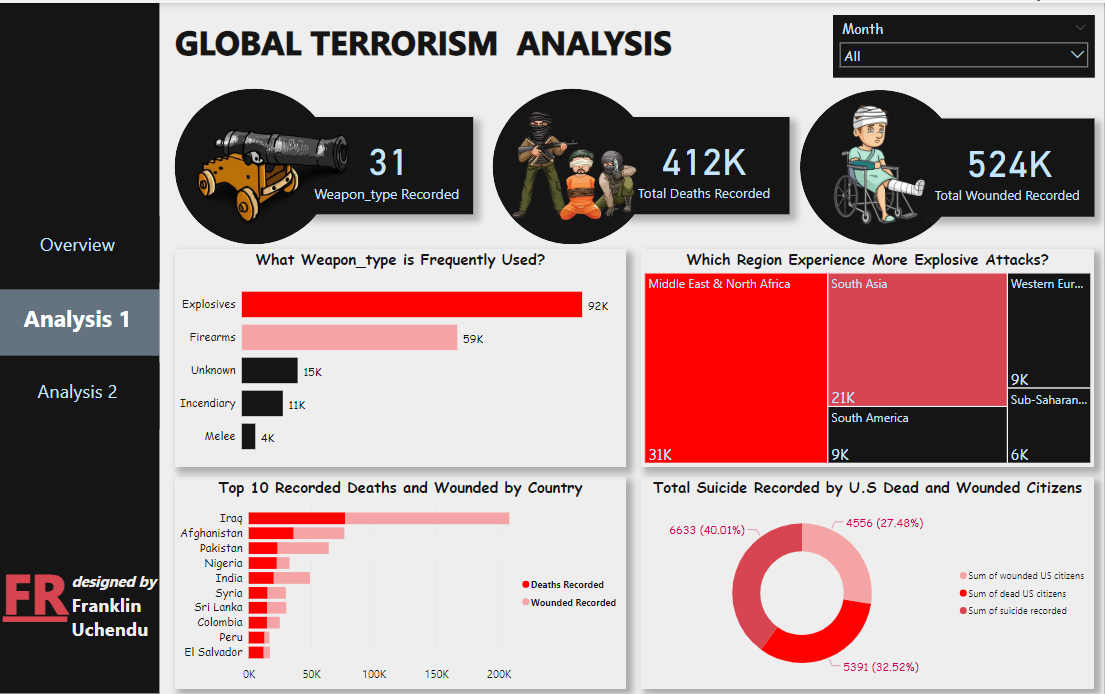 GLOBAL TERRORISM ANALYSIS
Month
All
31
Weapon_type Recorded
412K
Total Deaths Recorded
524K
Total Wounded Recorded
Overview
Analysis 1
Analysis 2
What Weapon_type is Frequently Used?
Explosives
92K
Firearms
59K
Unknown
15K
Incendiary
11K
Melee
4K
Which Region Experience More Explosive Attacks?
Middle East & North Africa
31K
South Asia
21K
South America
9K
Western Eur...
9K
Sub-Saharan...
6K
Top 10 Recorded Deaths and Wounded by Country
Iraq
Afghanistan
Pakistan
Nigeria
India
Syria
Sri Lanka
Colombia
Peru
El Salvador
0K 50K 100K 150K 200K
Deaths Recorded
Wounded Recorded
Total Suicide Recorded by U.S Dead and Wounded Citizens
6633 (40.01%)
4556 (27.48%)
5391 (32.52%)
Sum of wounded US citizens
Sum of dead US citizens
Sum of suicide recorded
FR
designed by
Franklin
Uchendu